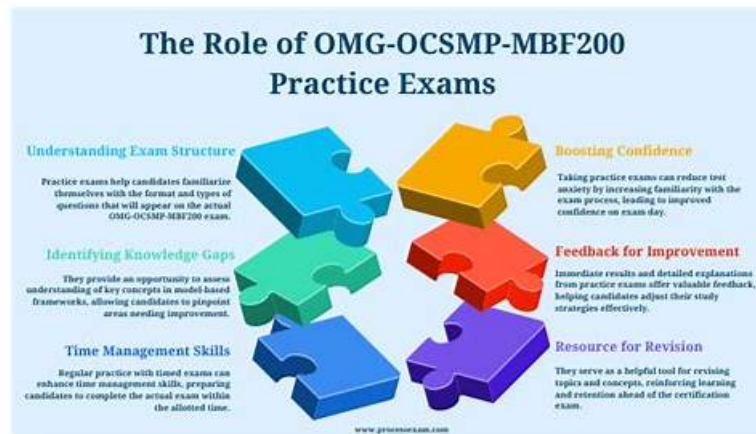 The Role of OMG-OCSMP-MBF200
Practice Exams
Understanding Exam Structure
Practice exams help candidates familiarize
themselves with the format and types of
questions that will appear on the actual
OMG-OCSMP-MBF200 exam.
Identifying Knowledge Gaps
They provide an opportunity to assess
understanding of key concepts in model-based
frameworks, allowing candidates to pinpoint
areas needing improvement.
Time Management Skills
Regular practice with timed exams can
enhance time management skills, preparing
candidates to complete the actual exam within
the allotted time.
Boosting Confidence
Taking practice exams can reduce test
anxiety by increasing familiarity with the
exam process, leading to improved
confidence on exam day.
Feedback for Improvement
Immediate results and detailed explanations
from practice exams offer valuable feedback,
helping candidates adjust their study
strategies effectively.
Resource for Revision
They serve as a helpful tool for revising
topics and concepts, reinforcing learning
and retention ahead of the certification
exam.
www.processexam.com